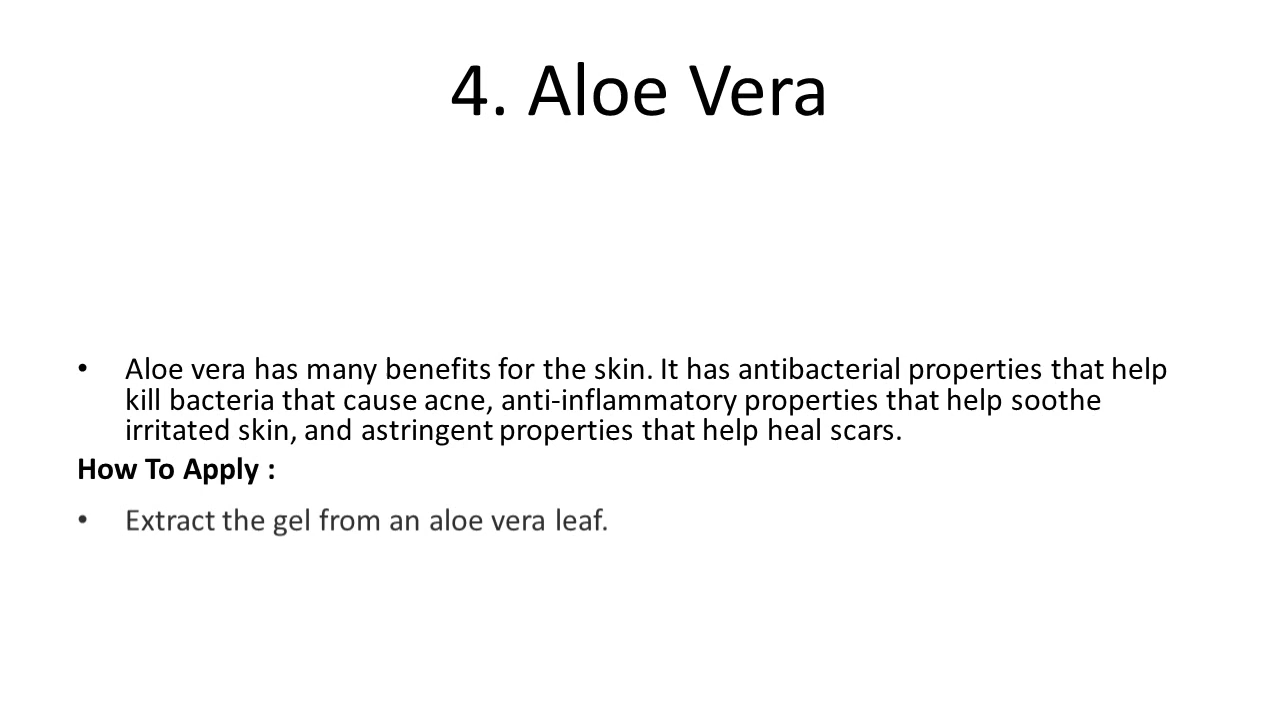 4. Aloe Vera
• Aloe vera has many benefits for the skin. It has antibacterial properties that help
kill bacteria that cause acne, anti-inflammatory properties that help soothe
irritated skin, and astringent properties that help heal scars.
How To Apply :
• Extract the gel from an aloe vera leaf.